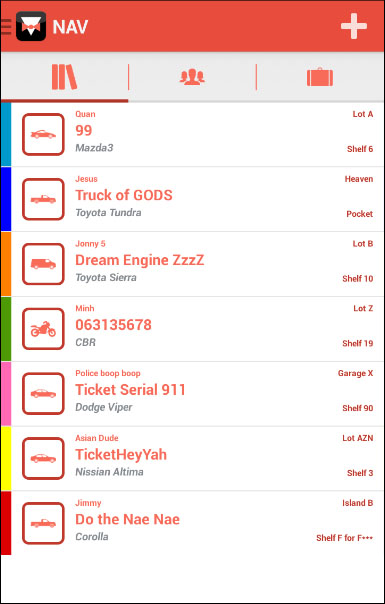 NAV
Quan
Lot A
99
Mazda3
Shelf 6
Jesus
Heaven
Truck of GODS
Toyota Tundra
Pocket
Jonny 5
Lot B
Dream Engine ZzzZ
Toyota Sierra
Shelf 10
Minh
Lot Z
063135678
CBR
Shelf 19
Police boop boop
Garage X
Ticket Serial 911
Dodge Viper
Shelf 90
Asian Dude
Lot AZN
TicketHeyYah
Nissian Altima
Shelf 3
Jimmy
Island B
Do the Nae Nae
Corolla
Shelf F for F•••